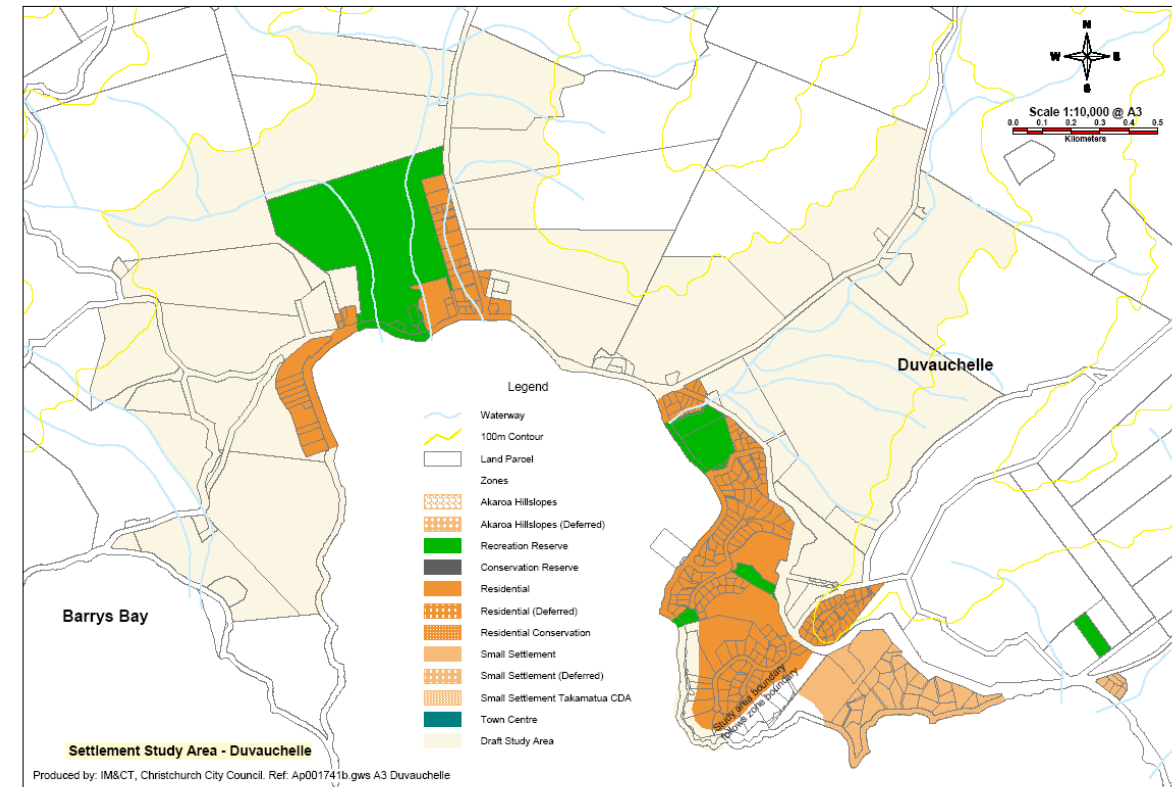 N
W E
S
Scale 1:10,000 @ A3
0.0 0.1 0.2 0.3 0.4 0.5
Kilometers
Duvauchelle
Legend
Waterway
100m Contour
Land Parcel
Zones
Akaroa Hillslopes
Akaroa Hillslopes (Deferred)
Recreation Reserve
Conservation Reserve
Residential
Residential (Deferred)
Residential Conservation
Small Settlement
Small Settlement (Deferred)
Small Settlement Takamatua CDA
Town Centre
Draft Study Area
Barrys Bay
Study area boundary
follows zone boundary
Settlement Study Area - Duvauchelle
Produced by: IM&CT, Christchurch City Council. Ref: Ap001741b.gws A3 Duvauchelle